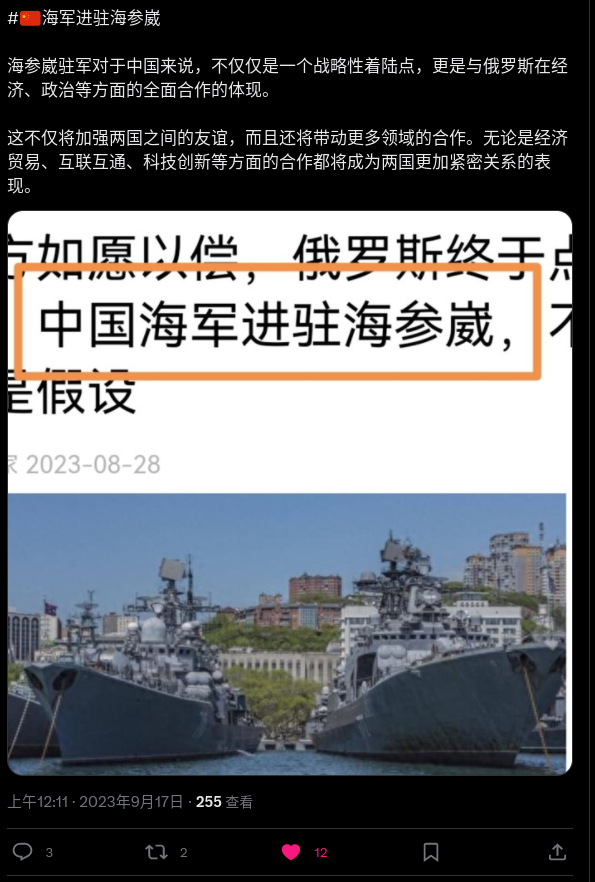 #🇨🇳海军进驻海参崴
海参崴驻军对于中国来说，不仅仅是一个战略性着陆点，更是与俄罗斯在经
济、政治等方面的全面合作的体现。
这不仅将加强两国之间的友谊，而且还将带动更多领域的合作。无论是经济
贸易、互联互通、科技创新等方面的合作都将成为两国更加紧密关系的表
现。
方如愿以偿，俄罗斯终于点
中国海军进驻海参崴，不
是假设
家 2023-08-28
上午12:11 · 2023年9月17日 · 255 查看
3 2 12